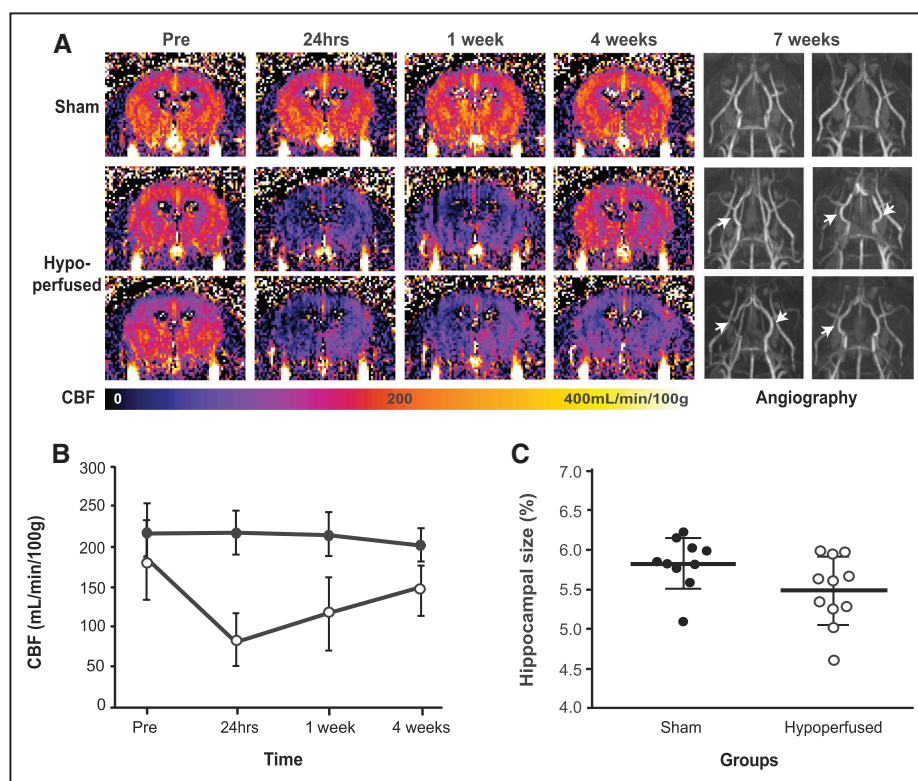 A
Pre 24hrs 1 week 4 weeks 7 weeks
Sham
Hypo-
perfused
CBF 0 200 400mL/min/100g Angiography
B
CBF (mL/min/100g)
300
250
200
150
100
50
0
Pre 24hrs 1 week 4 weeks
Time
C
Hippocampal size (%)
7.0
6.5
6.0
5.5
5.0
4.5
4.0
Sham Hypoperfused
Groups